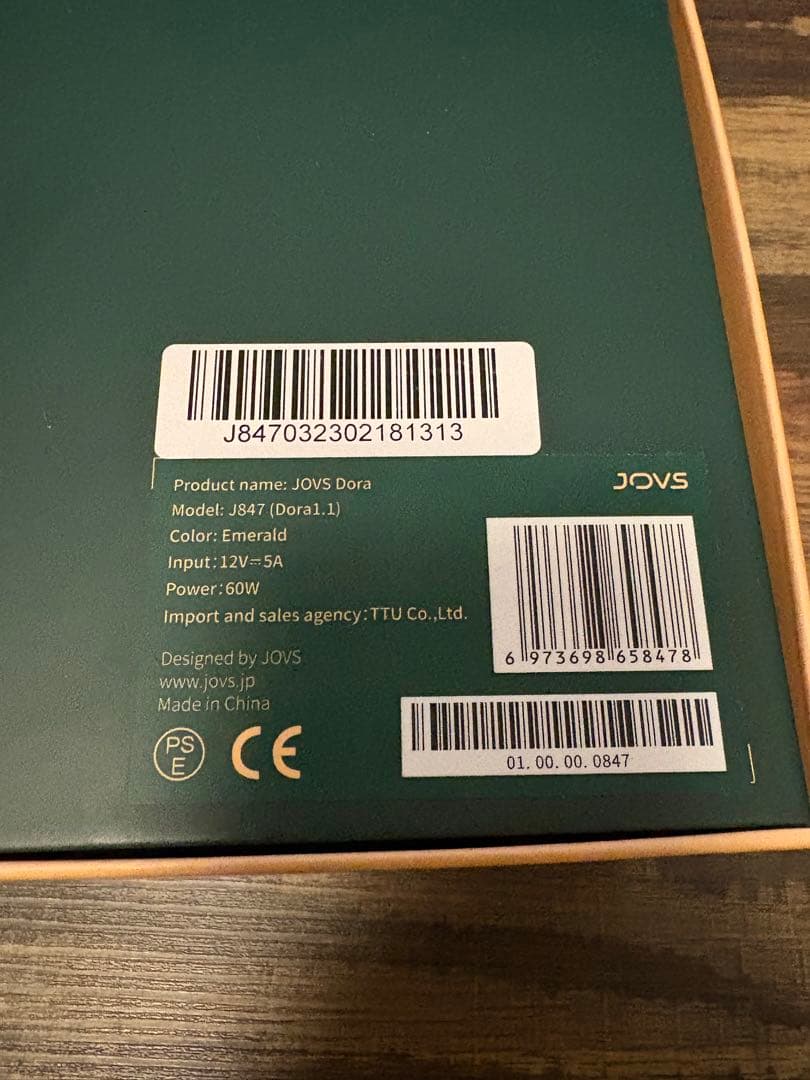 J847032302181313
Product name: JOVS Dora
JOVS
Model: J847 (Dora1.1)
Color: Emerald
Input:12V⎓5A
Power:60W
Import and sales agency:TTU Co.,Ltd.
6 973698 658478
Designed by JOVS
www.jovs.jp
Made in China
PS
E
CE
01.00.00.0847